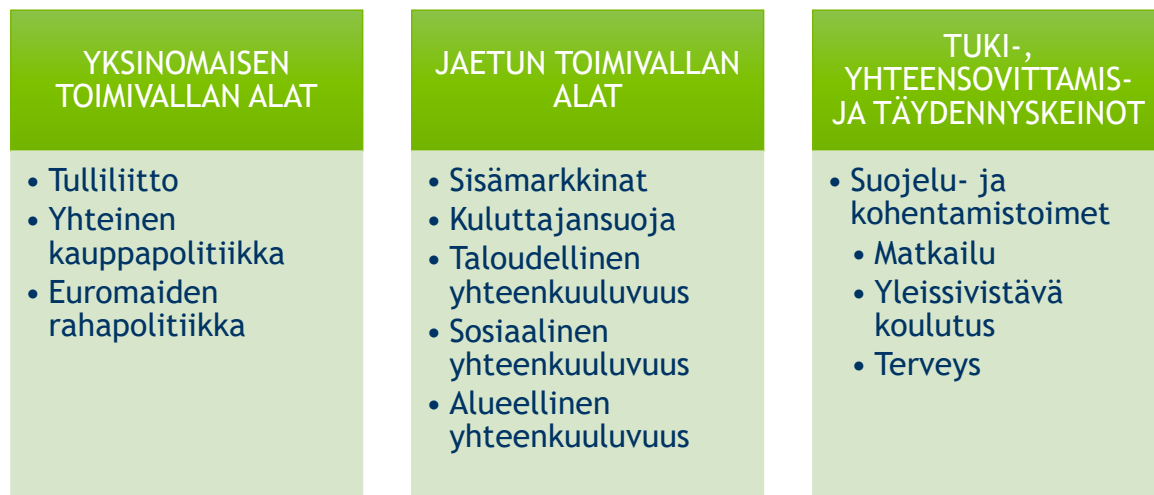 YKSINOMAISEN
TOIMIVALLAN ALAT
• Tulliliitto
• Yhteinen
kauppapolitiikka
• Euromaiden
rahapolitiikka
JAETUN TOIMIVALLAN
ALAT
• Sisämarkkinat
• Kuluttajansuoja
• Taloudellinen
yhteenkuuluvuus
• Sosiaalinen
yhteenkuuluvuus
• Alueellinen
yhteenkuuluvuus
TUKI-,
YHTEENSOVITTAMIS-
JA TÄYDENNYSKEINOT
• Suojelu- ja
kohentamistoimet
• Matkailu
• Yleissivistävä
koulutus
• Terveys